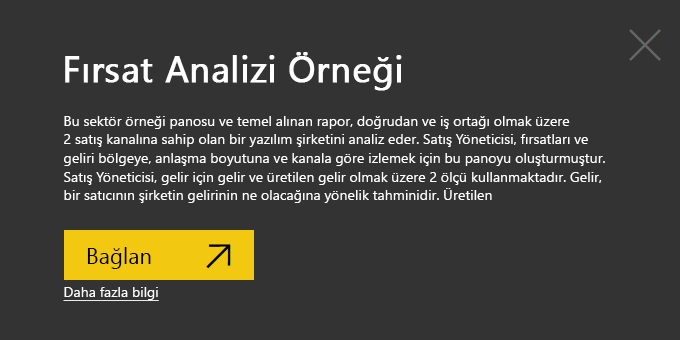 Fırsat Analizi Örneği
Bu sektör örneği panosu ve temel alınan rapor, doğrudan ve iş ortağı olmak üzere
2 satış kanalına sahip olan bir yazılım şirketini analiz eder. Satış Yöneticisi, fırsatları ve
geliri bölgeye, anlaşma boyutuna ve kanala göre izlemek için bu panoyu oluşturmuştur.
Satış Yöneticisi, gelir için gelir ve üretilen gelir olmak üzere 2 ölçü kullanmaktadır. Gelir,
bir satıcının şirketin gelirinin ne olacağına yönelik tahminidir. Üretilen
Bağlan
Daha fazla bilgi